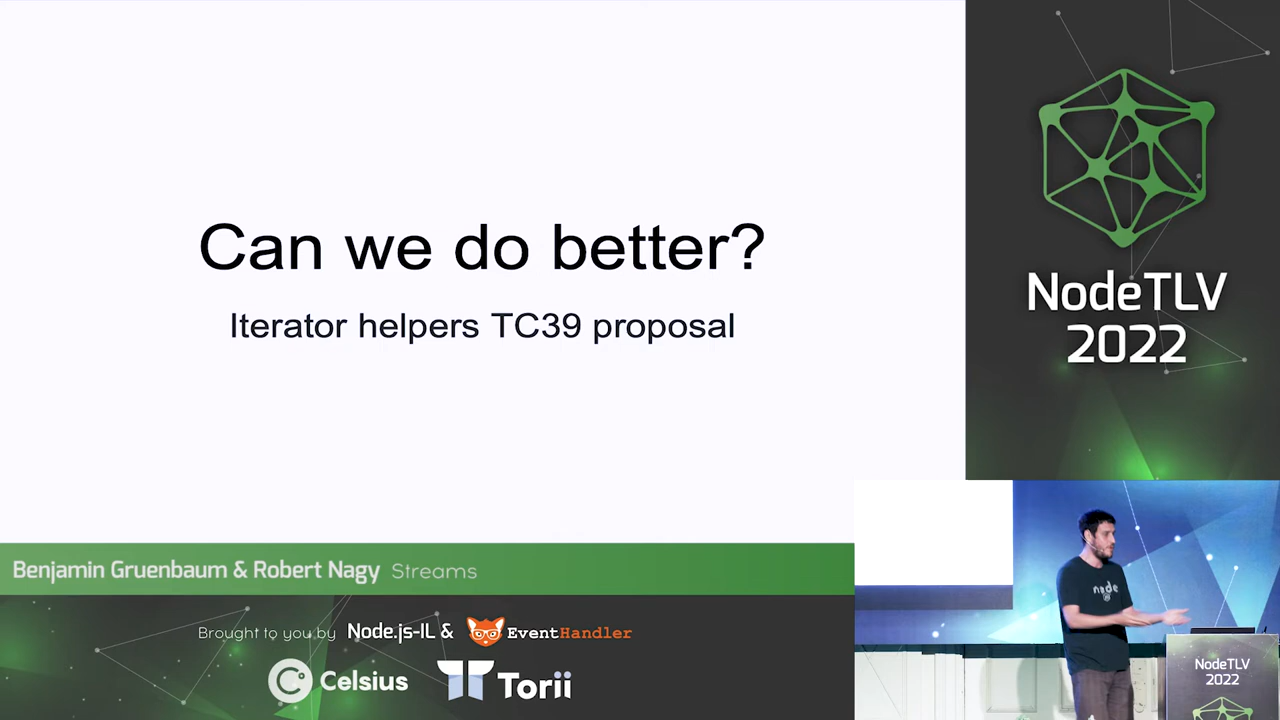 Can we do better?
Iterator helpers TC39 proposal
NodeTLV
2022
Benjamin Gruenbaum & Robert Nagy Streams
Brought to you by Node.js-IL & EventHandler
Celsius Torii
node
NodeTLV
2022